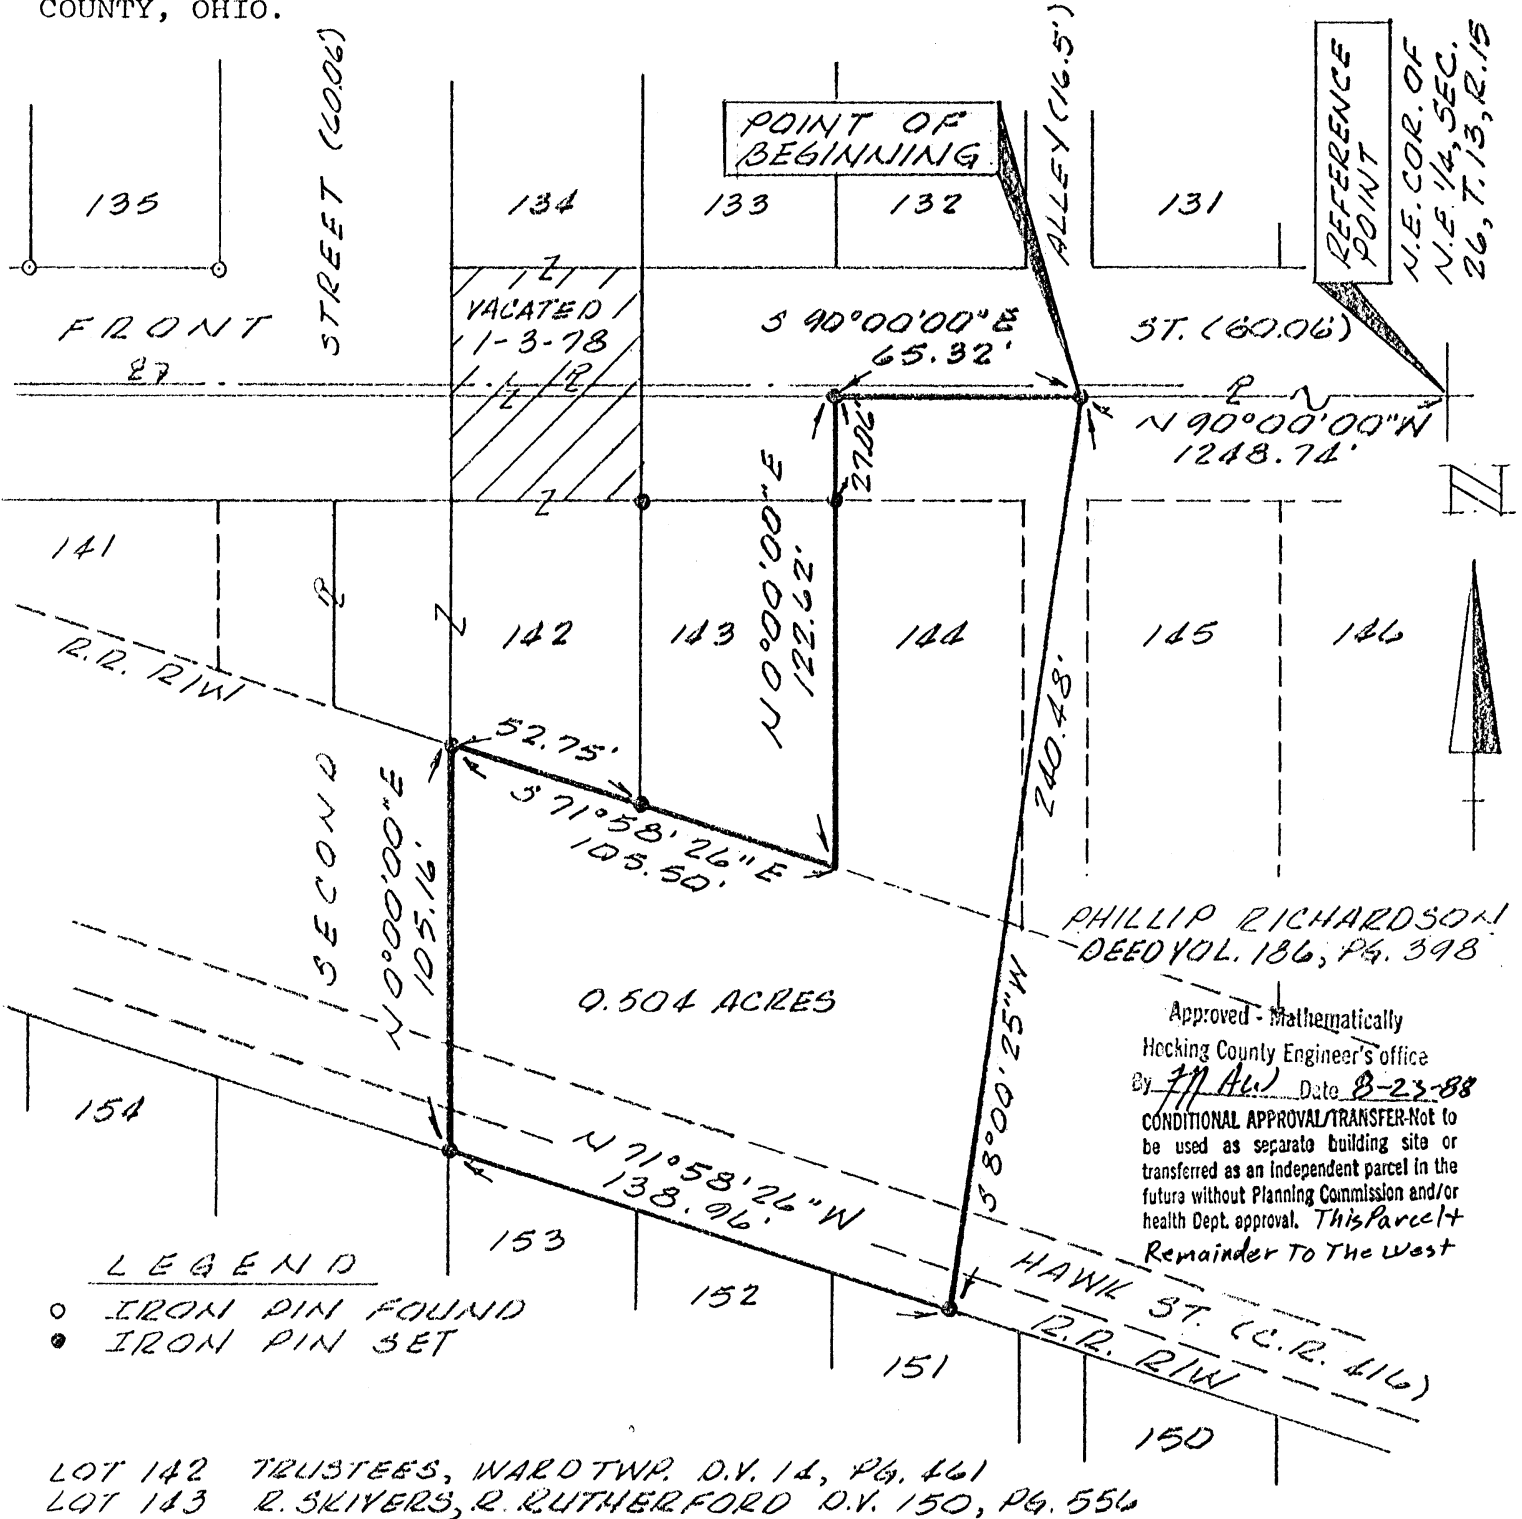 COUNTY, OHIO.
STREET (60.06)
ALLEY (16.5')
REFERENCE
POINT
N.E. COR. OF
N.E. 1/4, SEC.
26, T.13, R.15
POINT OF
BEGINNING
135
134
133
132
131
FRONT
27
VACATED
1-3-78
S 90°00'00" E
65.32'
ST. (60.06)
N 90°00'00" W
1248.74'
27.06'
N
141
R.R. R/W
142
143
N 0°00'00" E
122.62'
144
145
146
240.48'
S 8°00'25" W
52.75'
S 71°58'26" E
105.50'
SECOND
N 0°00'00" E
105.16'
0.504 ACRES
PHILLIP RICHARDSON
DEED VOL. 186, PG. 398
Approved - Mathematically
Hocking County Engineer's office
By Date 8-23-88
CONDITIONAL APPROVAL/TRANSFER-Not to
be used as separate building site or
transferred as an independent parcel in the
future without Planning Commission and/or
health Dept. approval. This Parcel +
Remainder To The West
154
N 71°58'26" W
138.96'
153
152
151
150
HAWK ST. (C.R. 416)
R.R. R/W
LEGEND
IRON PIN FOUND
IRON PIN SET
LOT 142 TRUSTEES, WARD TWP. D.V. 14, PG. 461
LOT 143 R. SKIVERS, R. RUTHERFORD D.V. 150, PG. 556